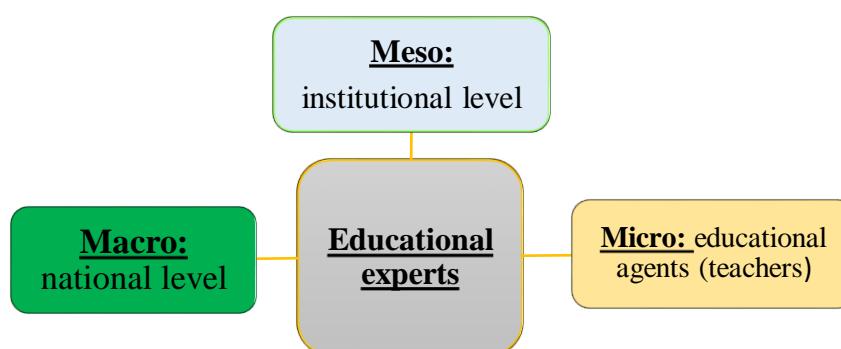 Meso:
institutional level
Macro:
national level
Educational
experts
Micro: educational
agents (teachers)